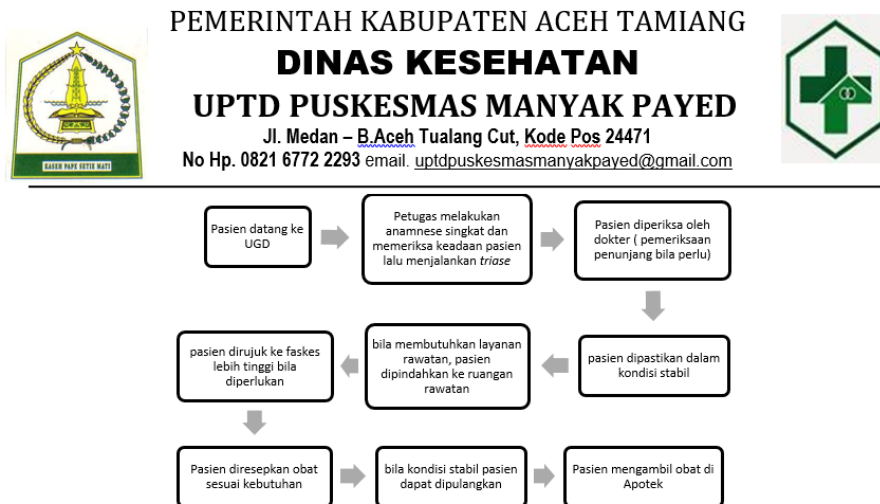 PEMERINTAH KABUPATEN ACEH TAMIANG
DINAS KESEHATAN
UPTD PUSKESMAS MANYAK PAYED
Jl. Medan – B.Aceh Tualang Cut, Kode Pos 24471
No Hp. 0821 6772 2293 email. uptdpuskesmasmanyakpayed@gmail.com
KASEH PAPE SETIE MATI
Pasien datang ke
UGD
Petugas melakukan
anamnese singkat dan
memeriksa keadaan pasien
lalu menjalankan triase
Pasien diperiksa oleh
dokter ( pemeriksaan
penunjang bila perlu)
pasien dipastikan dalam
kondisi stabil
bila membutuhkan layanan
rawatan, pasien
dipindahkan ke ruangan
rawatan
pasien dirujuk ke faskes
lebih tinggi bila
diperlukan
Pasien diresepkan obat
sesuai kebutuhan
bila kondisi stabil pasien
dapat dipulangkan
Pasien mengambil obat di
Apotek